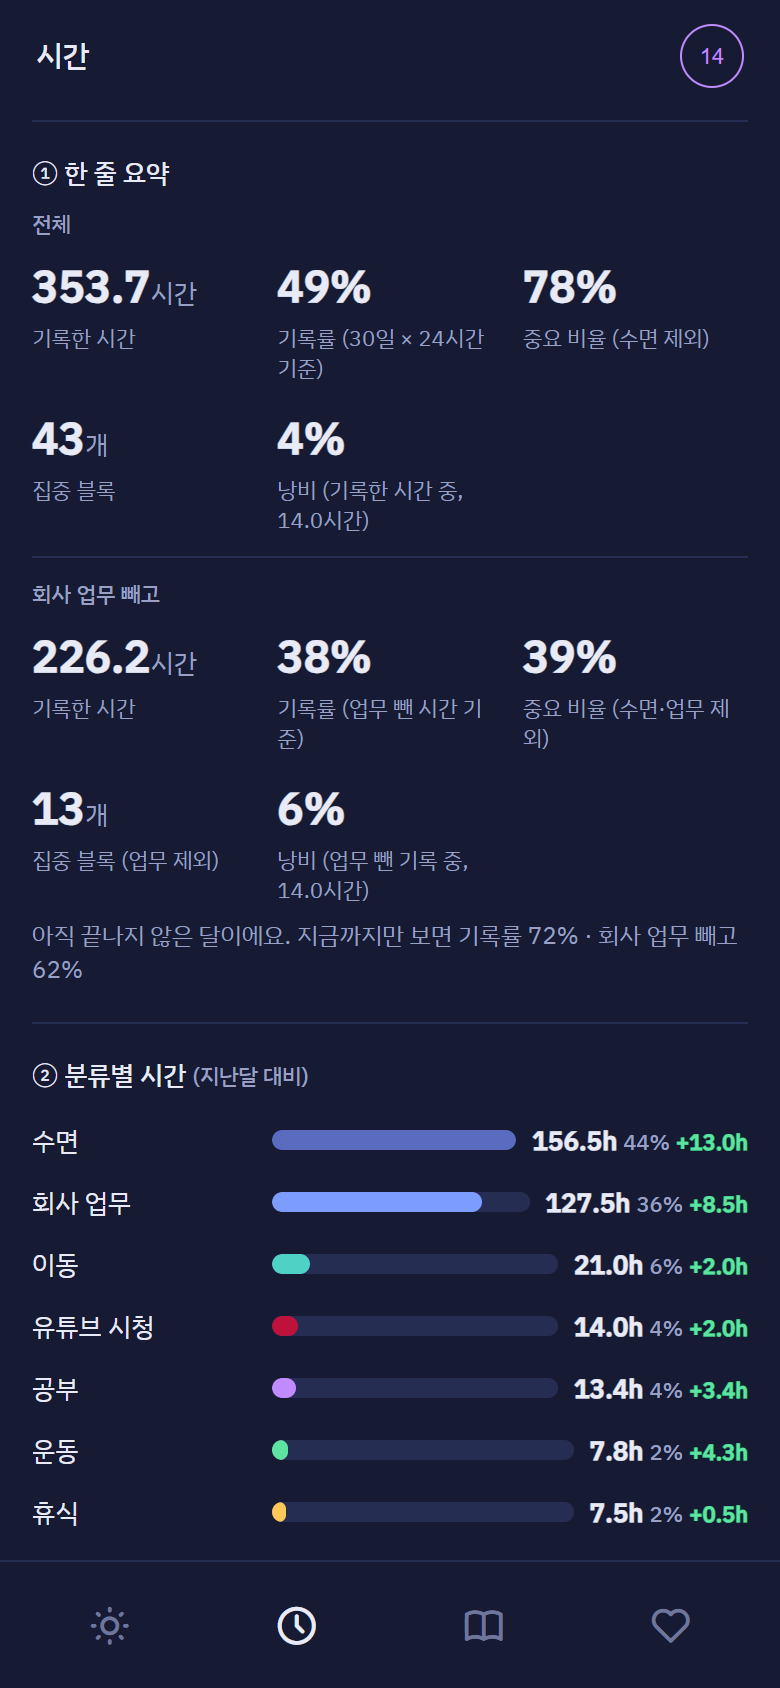 시간
14
① 한 줄 요약
전체
353.7시간
49%
78%
기록한 시간
기록률 (30일 × 24시간
기준)
중요 비율 (수면 제외)
43개
4%
집중 블록
낭비 (기록한 시간 중,
14.0시간)
회사 업무 빼고
226.2시간
38%
39%
기록한 시간
기록률 (업무 뺀 시간 기
준)
중요 비율 (수면·업무 제
외)
13개
6%
집중 블록 (업무 제외)
낭비 (업무 뺀 기록 중,
14.0시간)
아직 끝나지 않은 달이에요. 지금까지만 보면 기록률 72% · 회사 업무 빼고
62%
② 분류별 시간 (지난달 대비)
수면 156.5h 44% +13.0h
회사 업무 127.5h 36% +8.5h
이동 21.0h 6% +2.0h
유튜브 시청 14.0h 4% +2.0h
공부 13.4h 4% +3.4h
운동 7.8h 2% +4.3h
휴식 7.5h 2% +0.5h